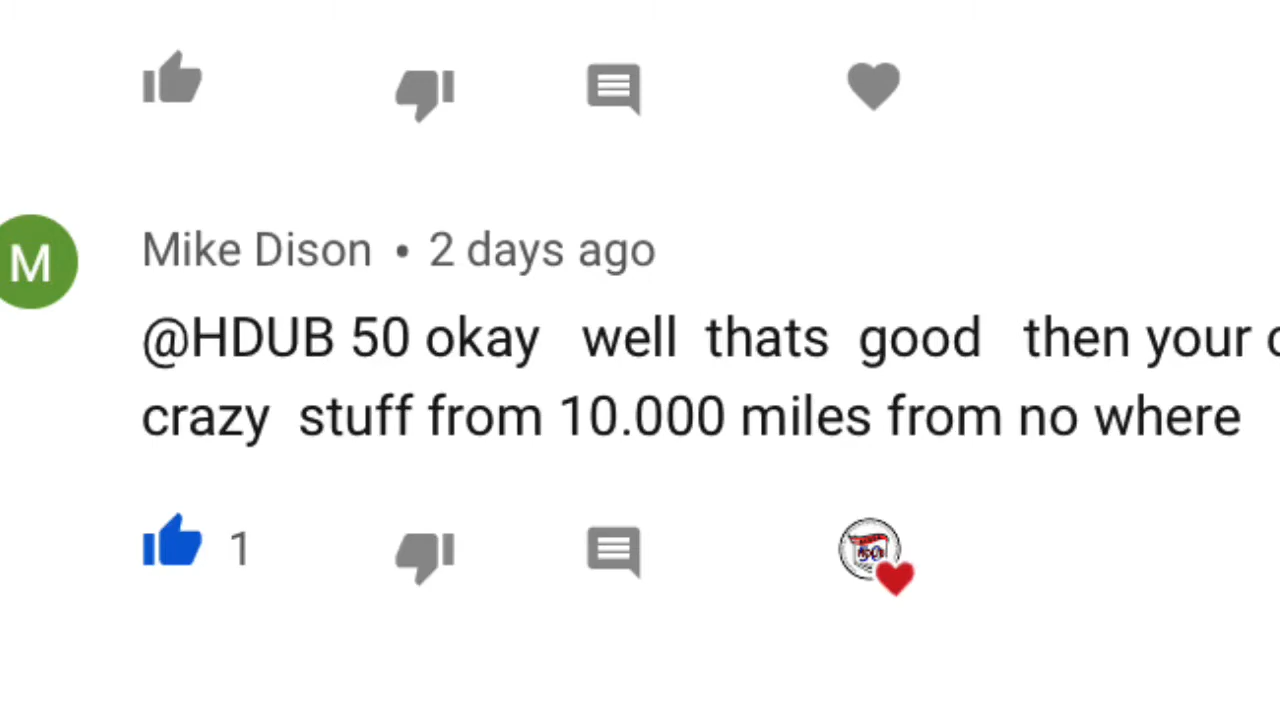 Mike Dison • 2 days ago
M
@HDUB 50 okay well thats good then your
crazy stuff from 10.000 miles from no where
1